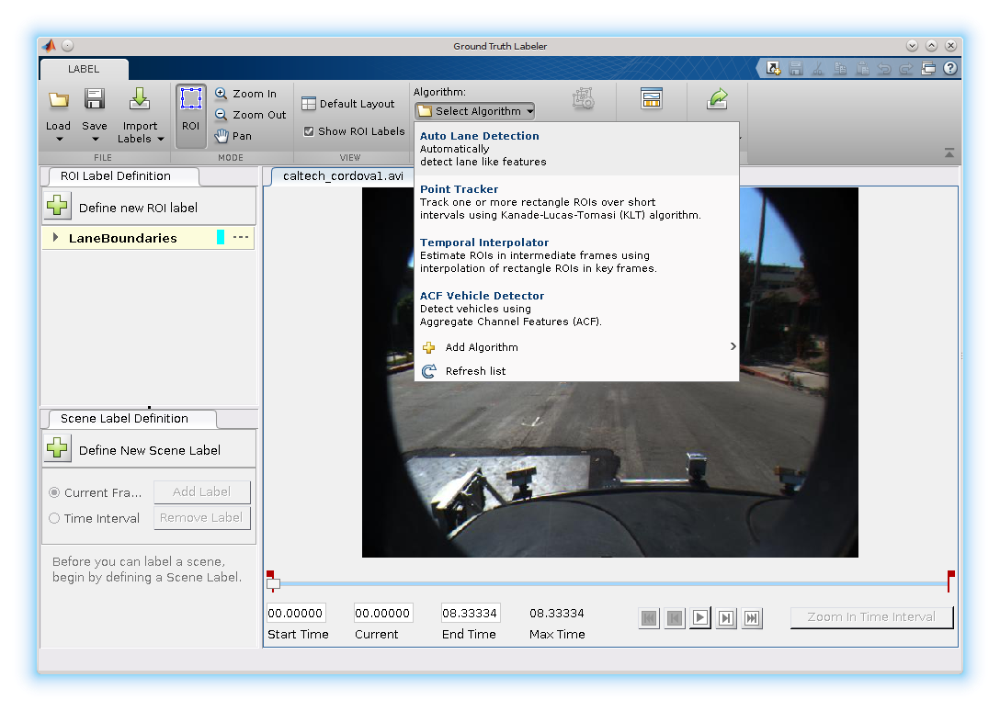 Ground Truth Labeler
LABEL
Load
Save
Import
Labels
FILE
ROI
Zoom In
Zoom Out
Pan
MODE
Default Layout
Show ROI Labels
VIEW
Algorithm:
Select Algorithm
Auto Lane Detection
Automatically
detect lane like features
Point Tracker
Track one or more rectangle ROIs over short
intervals using Kanade-Lucas-Tomasi (KLT) algorithm.
Temporal Interpolator
Estimate ROIs in intermediate frames using
interpolation of rectangle ROIs in key frames.
ACF Vehicle Detector
Detect vehicles using
Aggregate Channel Features (ACF).
Add Algorithm
Refresh list
ROI Label Definition
Define new ROI label
LaneBoundaries
Scene Label Definition
Define New Scene Label
Current Fra...
Add Label
Time Interval
Remove Label
Before you can label a scene,
begin by defining a Scene Label.
caltech_cordova1.avi
00.00000
00.00000
08.33334
08.33334
Start Time
Current
End Time
Max Time
Zoom In Time Interval